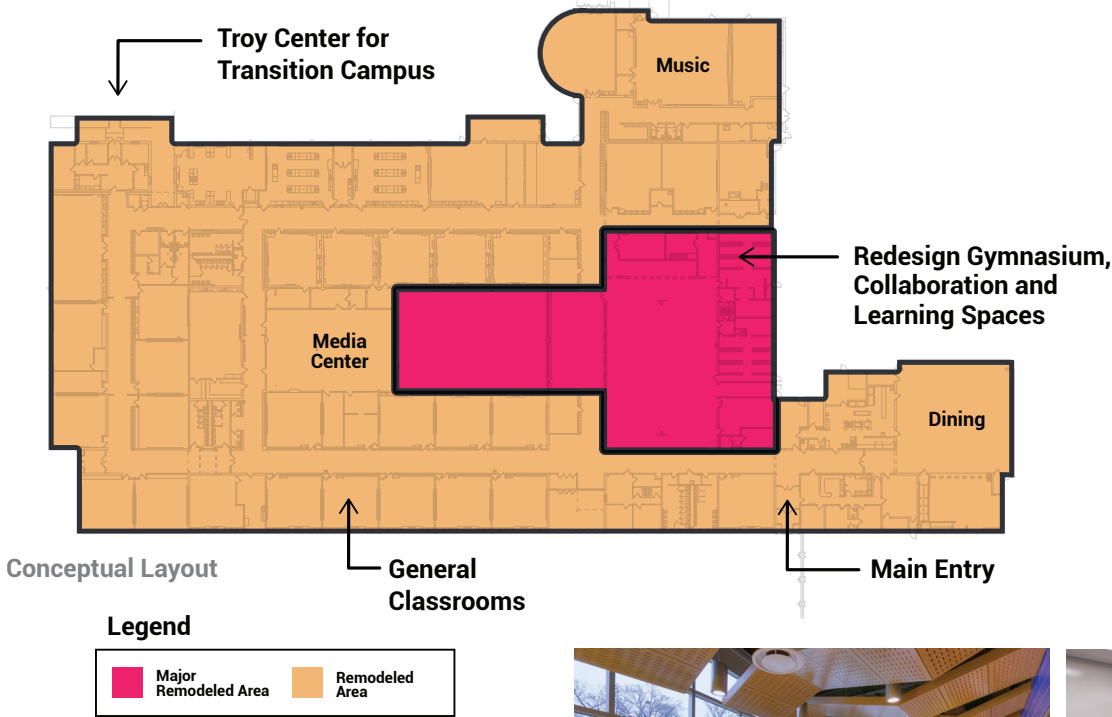 Troy Center for
Transition Campus
Music
Redesign Gymnasium,
Collaboration and
Learning Spaces
Media
Center
Dining
Conceptual Layout
General
Classrooms
Main Entry
Legend
Major
Remodeled Area
Remodeled
Area